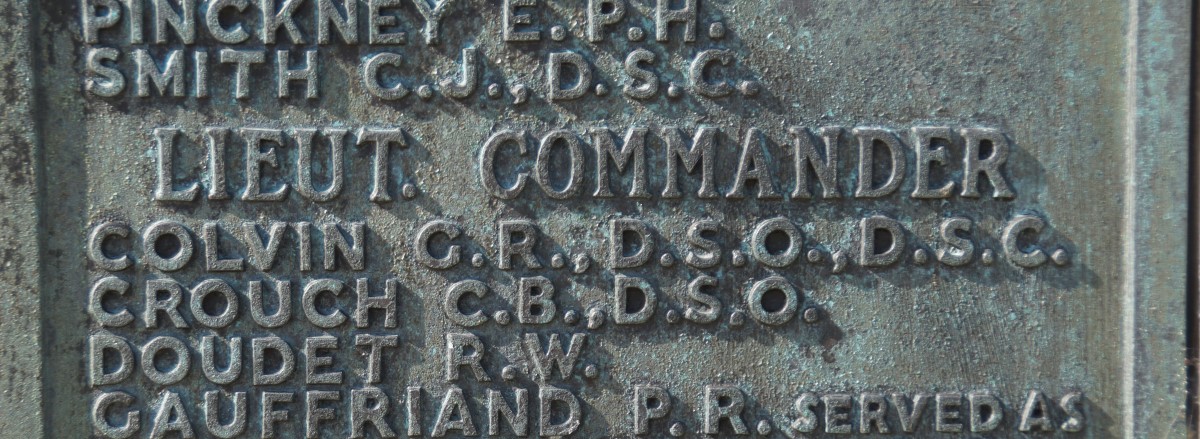 PINCKNEY E.P.H.
SMITH C.J., D.S.C.
LIEUT. COMMANDER
COLVIN G.R., D.S.O., D.S.C.
CROUCH C.B., D.S.O.
DOUDET R.W.
GAUFFRIAND P.R. SERVED AS